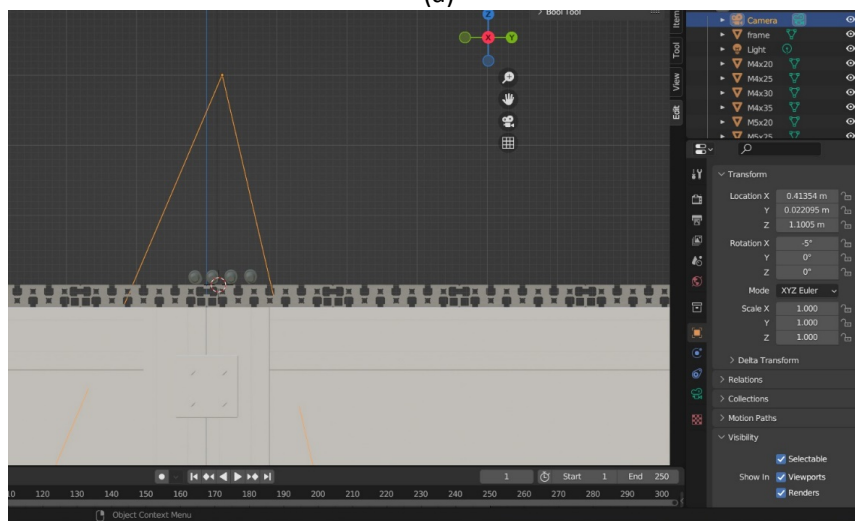 (a)
> Bool Tool
Item
Tool
View
Edit
Z
X
Y
Camera
frame
Light
M4x20
M4x25
M4x30
M4x35
M5x20
M5x25
Transform
Location X 0.41354 m
Y 0.022095 m
Z 1.1005 m
Rotation X -5°
Y 0°
Z 0°
Mode XYZ Euler
Scale X 1.000
Y 1.000
Z 1.000
> Delta Transform
> Relations
> Collections
> Motion Paths
Visibility
Selectable
Show In Viewports
Renders
1 Start 1 End 250
120 130 140 150 160 170 180 190 200 210 220 230 240 250 260 270 280 290 300
Object Context Menu